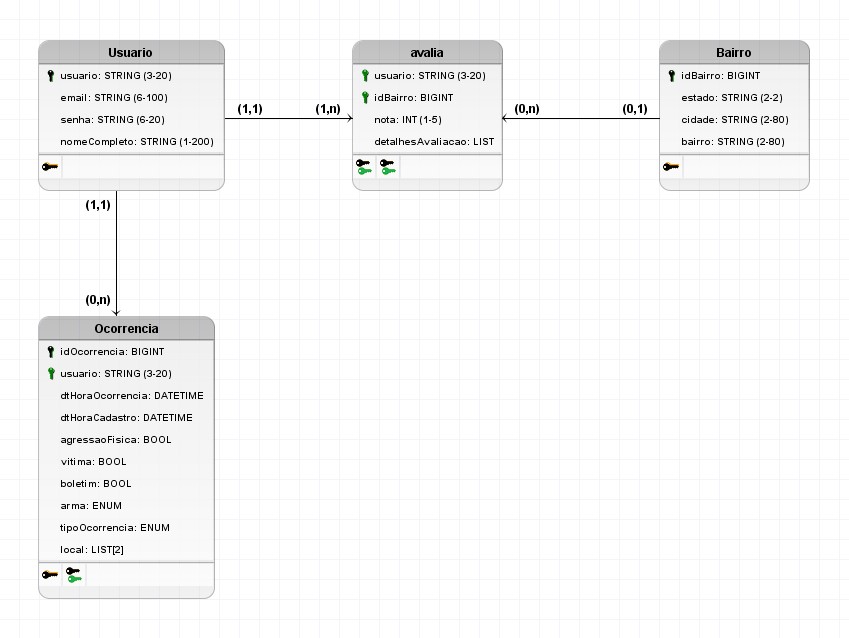 Usuario
usuario: STRING (3-20)
email: STRING (6-100)
senha: STRING (6-20)
nomeCompleto: STRING (1-200)
(1,1)
(1,n)
avalia
usuario: STRING (3-20)
idBairro: BIGINT
nota: INT (1-5)
detalhesAvaliacao: LIST
(0,n)
(0,1)
Bairro
idBairro: BIGINT
estado: STRING (2-2)
cidade: STRING (2-80)
bairro: STRING (2-80)
(1,1)
(0,n)
Ocorrencia
idOcorrencia: BIGINT
usuario: STRING (3-20)
dtHoraOcorrencia: DATETIME
dtHoraCadastro: DATETIME
agressaoFisica: BOOL
vitima: BOOL
boletim: BOOL
arma: ENUM
tipoOcorrencia: ENUM
local: LIST[2]